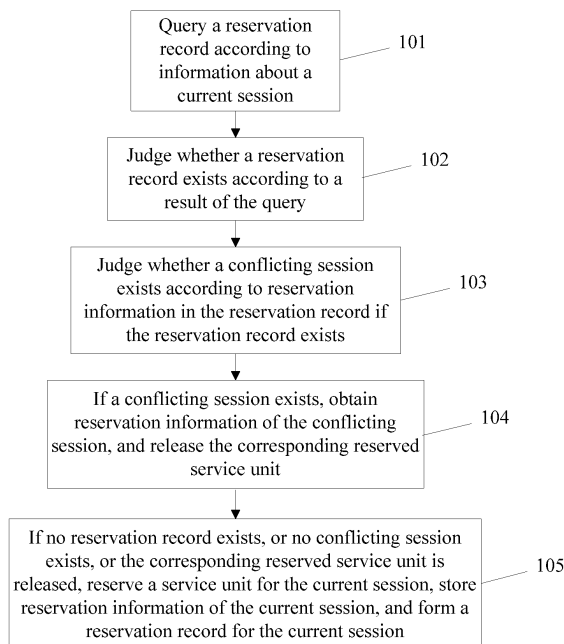 Query a reservation
record according to
information about a
current session
101
Judge whether a reservation
record exists according to a
result of the query
102
Judge whether a conflicting session
exists according to reservation
information in the reservation record if
the reservation record exists
103
If a conflicting session exists, obtain
reservation information of the conflicting
session, and release the corresponding reserved
service unit
104
If no reservation record exists, or no conflicting session
exists, or the corresponding reserved service unit is
released, reserve a service unit for the current session, store
reservation information of the current session, and form a
reservation record for the current session
105